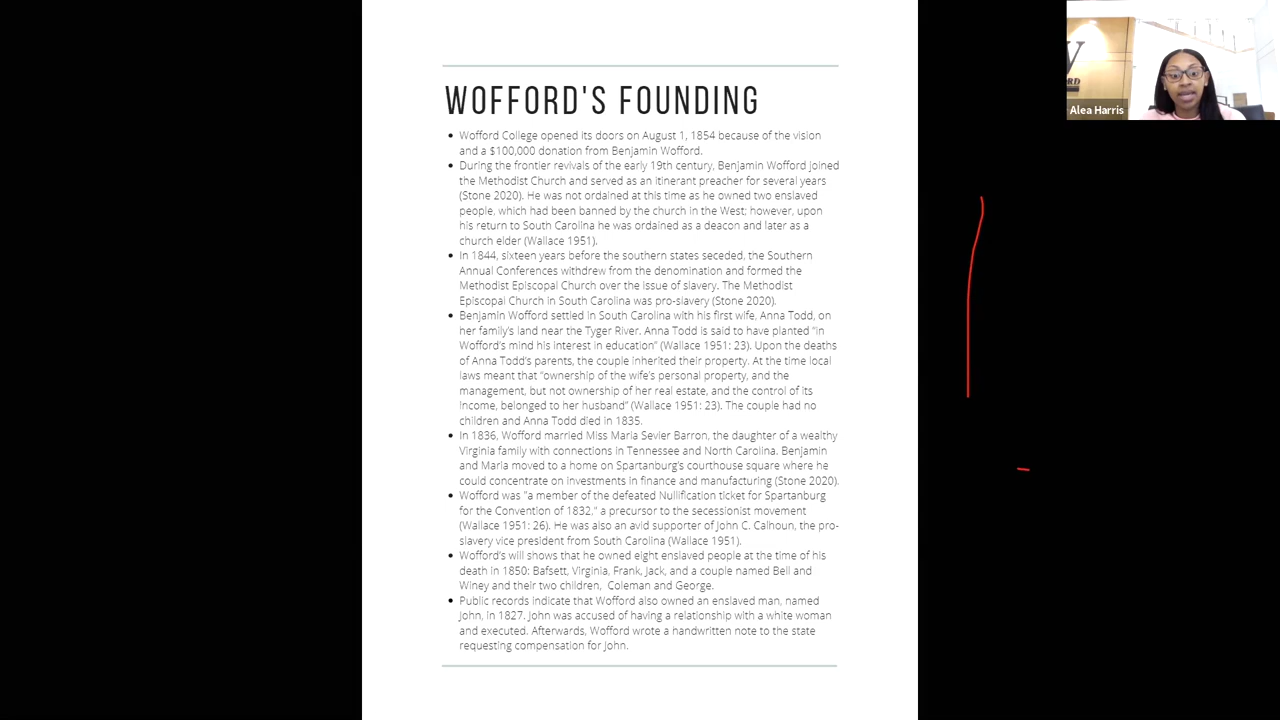 WOFFORD'S FOUNDING
• Wofford College opened its doors on August 1, 1854 because of the vision
and a $100,000 donation from Benjamin Wofford.
• During the frontier revivals of the early 19th century, Benjamin Wofford joined
the Methodist Church and served as an itinerant preacher for several years
(Stone 2020). He was not ordained at this time as he owned two enslaved
people, which had been banned by the church in the West; however, upon
his return to South Carolina he was ordained as a deacon and later as a
church elder (Wallace 1951).
• In 1844, sixteen years before the southern states seceded, the Southern
Annual Conferences withdrew from the denomination and formed the
Methodist Episcopal Church over the issue of slavery. The Methodist
Episcopal Church in South Carolina was pro-slavery (Stone 2020).
• Benjamin Wofford settled in South Carolina with his first wife, Anna Todd, on
her family's land near the Tyger River. Anna Todd is said to have planted "in
Wofford's mind his interest in education" (Wallace 1951: 23). Upon the deaths
of Anna Todd's parents, the couple inherited their property. At the time local
laws meant that "ownership of the wife's personal property, and the
management, but not ownership of her real estate, and the control of its
income, belonged to her husband" (Wallace 1951: 23). The couple had no
children and Anna Todd died in 1835.
• In 1836, Wofford married Miss Maria Sevier Barron, the daughter of a wealthy
Virginia family with connections in Tennessee and North Carolina. Benjamin
and Maria moved to a home on Spartanburg's courthouse square where he
could concentrate on investments in finance and manufacturing (Stone 2020).
• Wofford was "a member of the defeated Nullification ticket for Spartanburg
for the Convention of 1832," a precursor to the secessionist movement
(Wallace 1951: 26). He was also an avid supporter of John C. Calhoun, the pro-
slavery vice president from South Carolina (Wallace 1951).
• Wofford's will shows that he owned eight enslaved people at the time of his
death in 1850: Bafsett, Virginia, Frank, Jack, and a couple named Bell and
Winey and their two children, Coleman and George.
• Public records indicate that Wofford also owned an enslaved man, named
John, in 1827. John was accused of having a relationship with a white woman
and executed. Afterwards, Wofford wrote a handwritten note to the state
requesting compensation for John.
Alea Harris